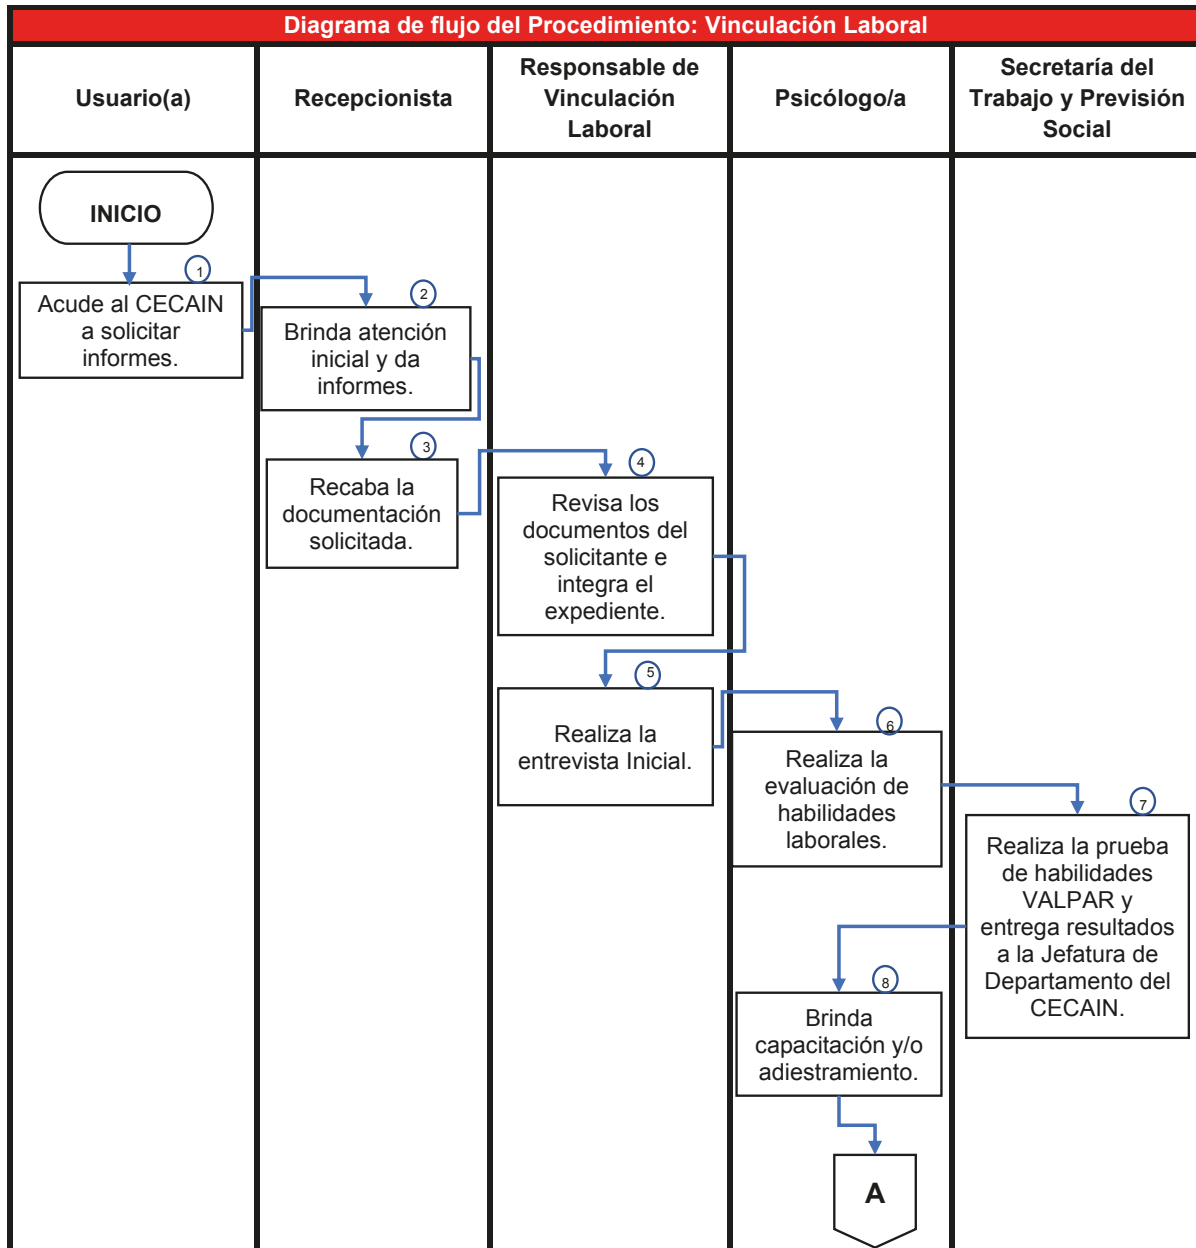 Diagrama de flujo del Procedimiento: Vinculación Laboral
Usuario(a)
Recepcionista
Responsable de
Vinculación
Laboral
Psicólogo/a
Secretaría del
Trabajo y Previsión
Social
INICIO
1
Acude al CECAIN
a solicitar
informes.
2
Brinda atención
inicial y da
informes.
3
Recaba la
documentación
solicitada.
4
Revisa los
documentos del
solicitante e
integra el
expediente.
5
Realiza la
entrevista Inicial.
6
Realiza la
evaluación de
habilidades
laborales.
7
Realiza la prueba
de habilidades
VALPAR y
entrega resultados
a la Jefatura de
Departamento del
CECAIN.
8
Brinda
capacitación y/o
adiestramiento.
A